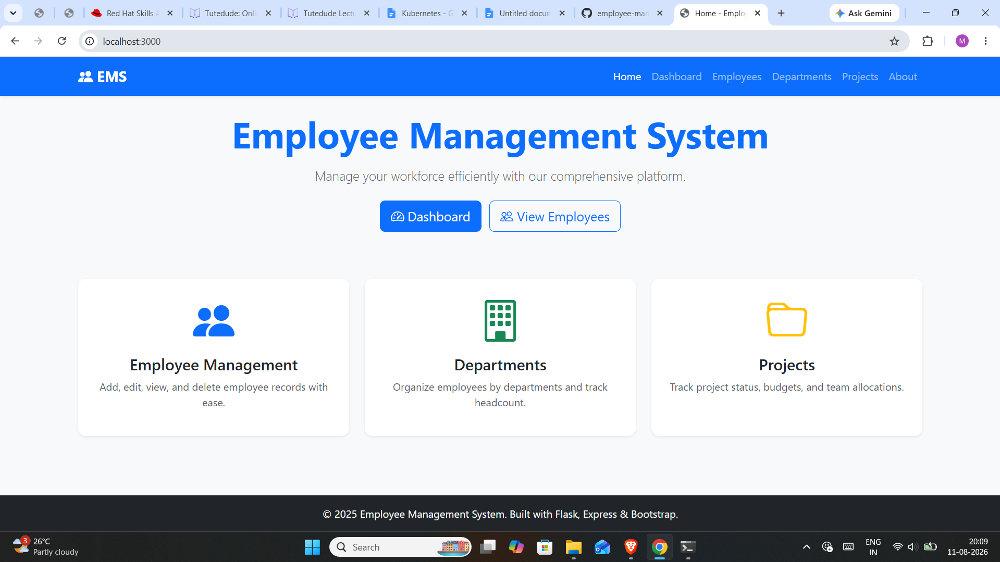 Red Hat Skills A
Tutedude: Onli
Tutedude Lectu
Kubernetes - G
Untitled docum
employee-man
Home - Employ
Ask Gemini
localhost:3000
M
EMS
Home
Dashboard
Employees
Departments
Projects
About
Employee Management System
Manage your workforce efficiently with our comprehensive platform.
Dashboard
View Employees
Employee Management
Add, edit, view, and delete employee records with
ease.
Departments
Organize employees by departments and track
headcount.
Projects
Track project status, budgets, and team allocations.
© 2025 Employee Management System. Built with Flask, Express & Bootstrap.
3
26°C
Partly cloudy
Search
ENG
IN
20:09
11-08-2026